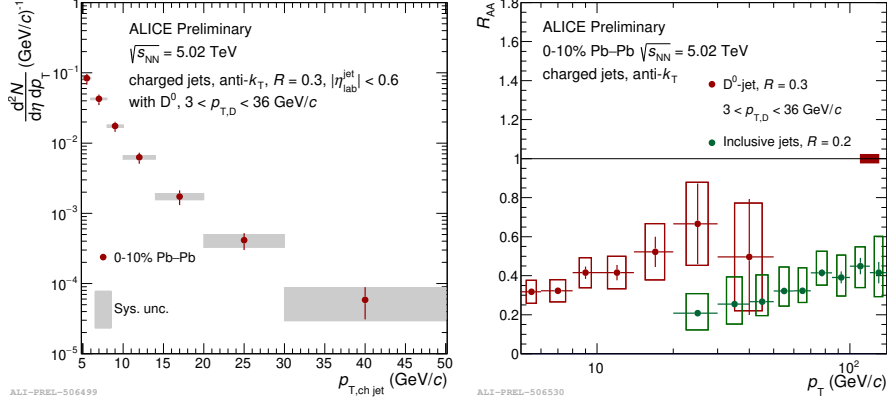 ALICE Preliminary
√sNN = 5.02 TeV
charged jets, anti-kT, R = 0.3, |ηlab^jet| < 0.6
with D⁰, 3 < pT,D < 36 GeV/c
d²N / dη dpT (GeV/c)⁻¹
1
10⁻¹
10⁻²
10⁻³
10⁻⁴
10⁻⁵
0-10% Pb–Pb
Sys. unc.
5 10 15 20 25 30 35 40 45 50
pT,ch jet (GeV/c)
ALI-PREL-506499
RAA
1.8
1.6
1.4
1.2
1
0.8
0.6
0.4
0.2
0
ALICE Preliminary
0-10% Pb–Pb √sNN = 5.02 TeV
charged jets, anti-kT
D⁰-jet, R = 0.3
3 < pT,D < 36 GeV/c
Inclusive jets, R = 0.2
10 10²
pT (GeV/c)
ALI-PREL-506530